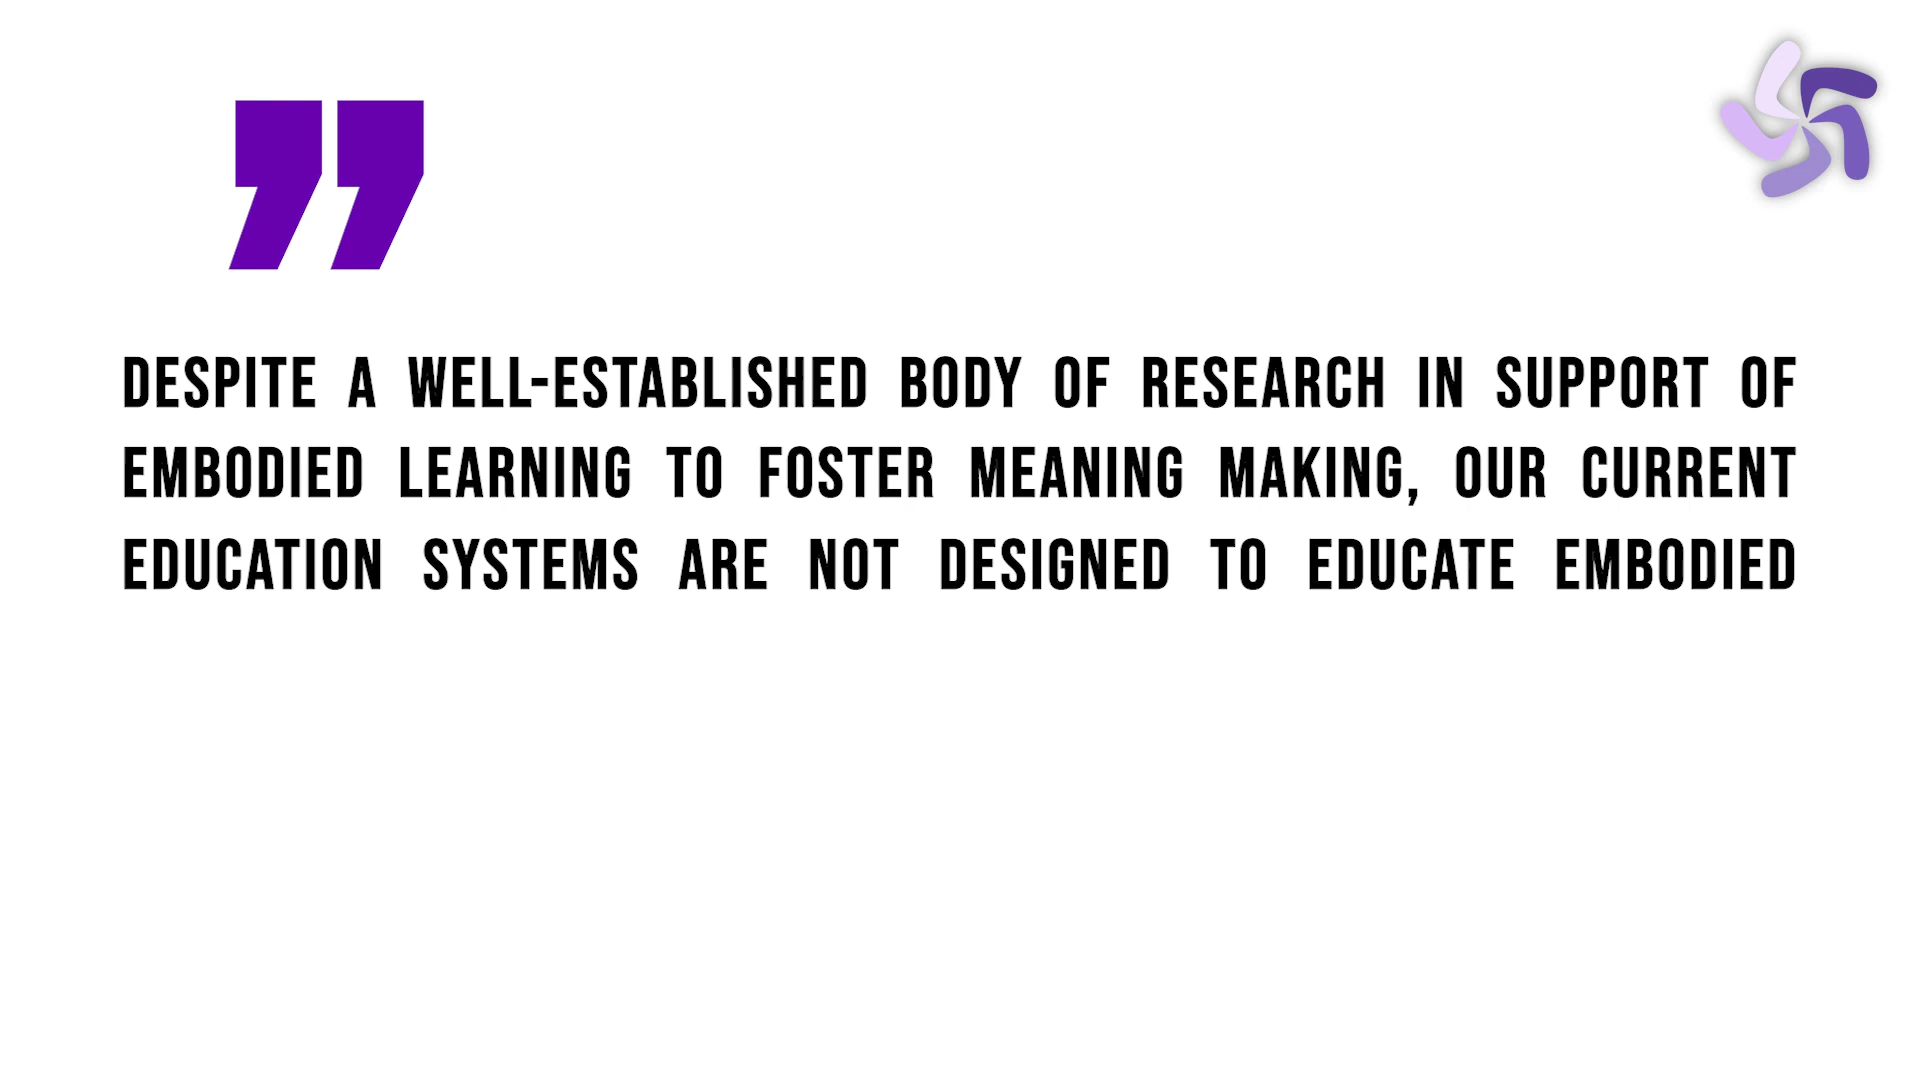 ”
DESPITE A WELL-ESTABLISHED BODY OF RESEARCH IN SUPPORT OF
EMBODIED LEARNING TO FOSTER MEANING MAKING, OUR CURRENT
EDUCATION SYSTEMS ARE NOT DESIGNED TO EDUCATE EMBODIED